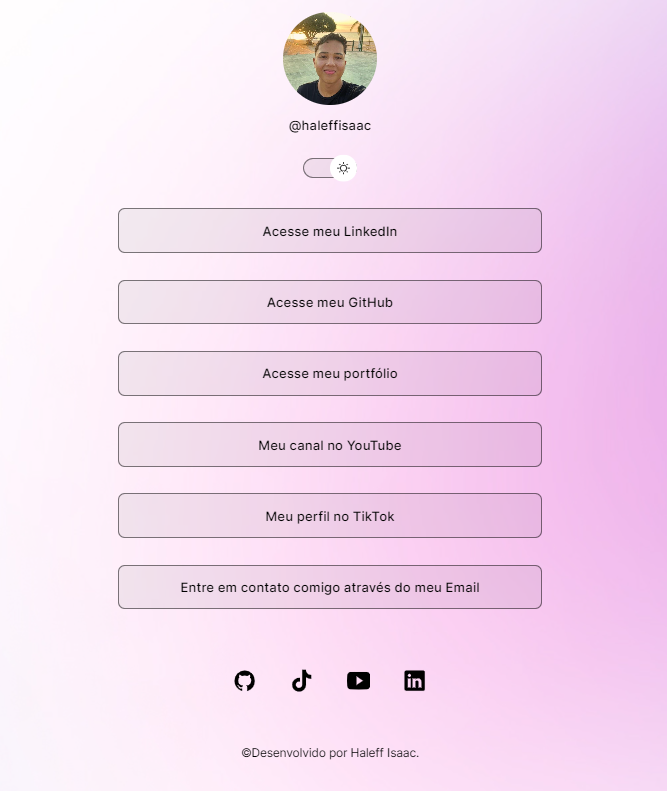 @haleffisaac
Acesse meu LinkedIn
Acesse meu GitHub
Acesse meu portfólio
Meu canal no YouTube
Meu perfil no TikTok
Entre em contato comigo através do meu Email
in
©Desenvolvido por Haleff Isaac.